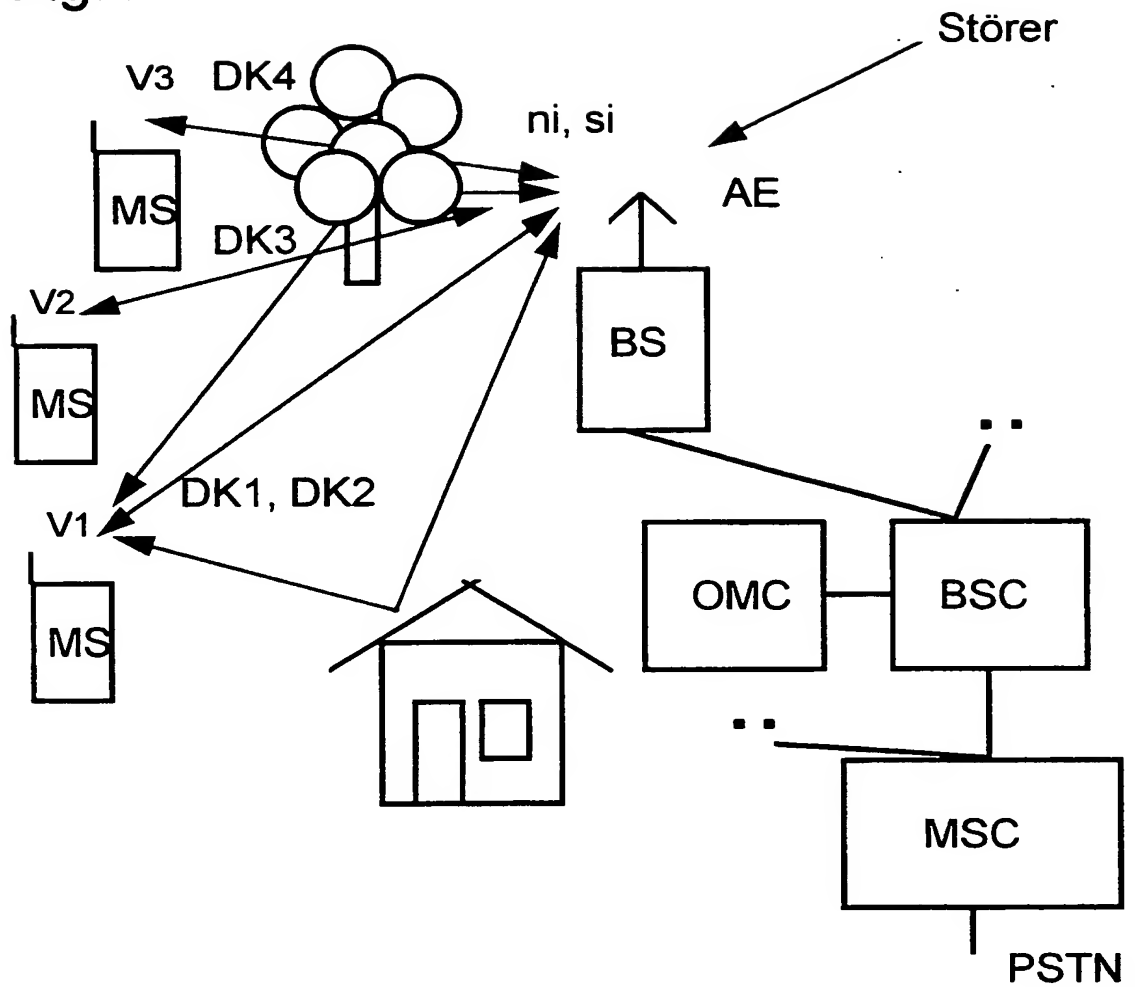 Störer
V3 DK4
ni, si
MS
AE
DK3
V2
BS
MS
DK1, DK2
V1
..
OMC
BSC
MS
..
MSC
PSTN